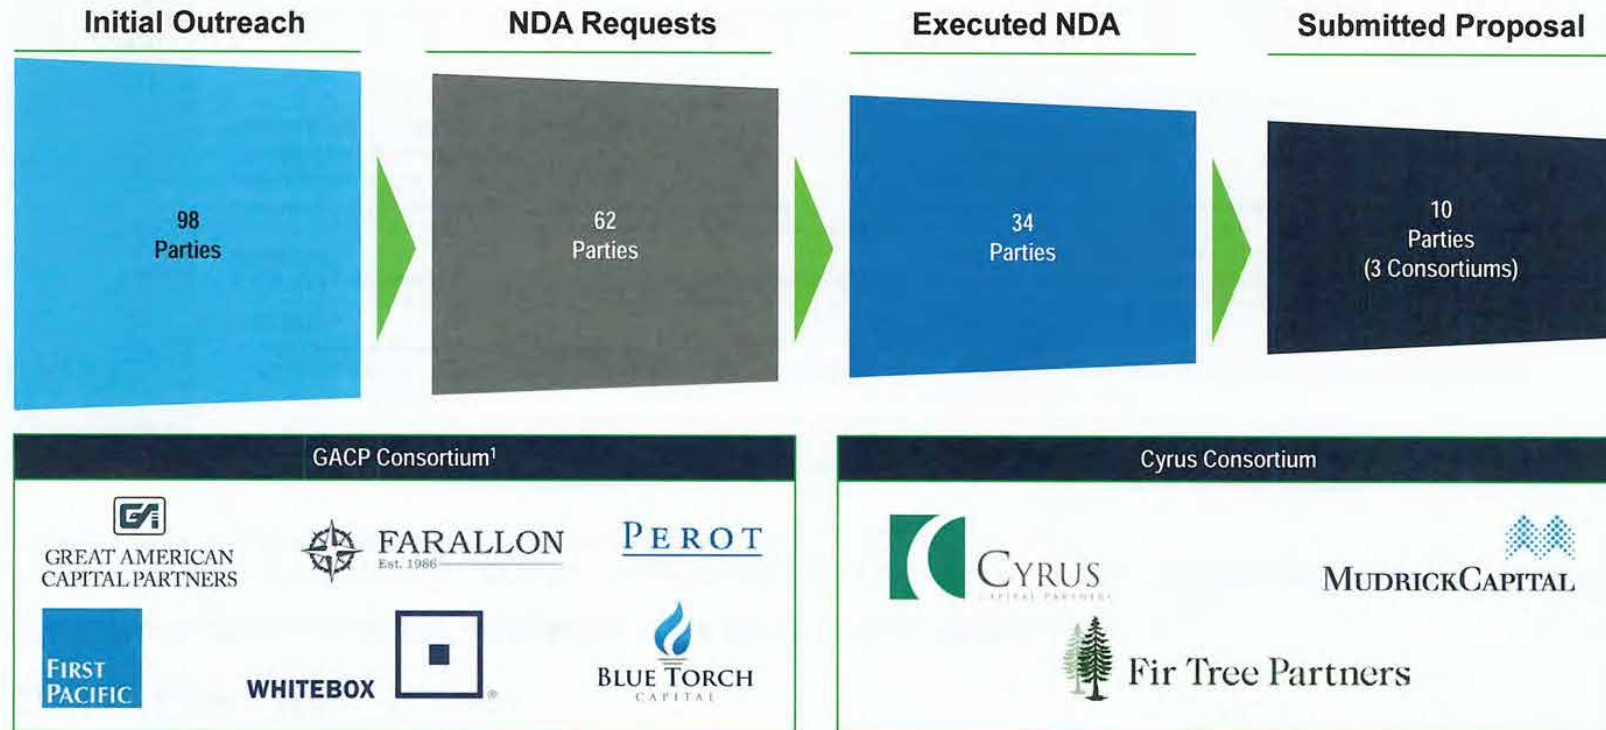 Initial Outreach
NDA Requests
Executed NDA
Submitted Proposal
98
Parties
62
Parties
34
Parties
10
Parties
(3 Consortiums)
GACP Consortium¹
GREAT AMERICAN
CAPITAL PARTNERS
FARALLON
Est. 1986
PEROT
FIRST
PACIFIC
WHITEBOX
®
BLUE TORCH
CAPITAL
Cyrus Consortium
CYRUS
CAPITAL PARTNERS
MUDRICKCAPITAL
Fir Tree Partners